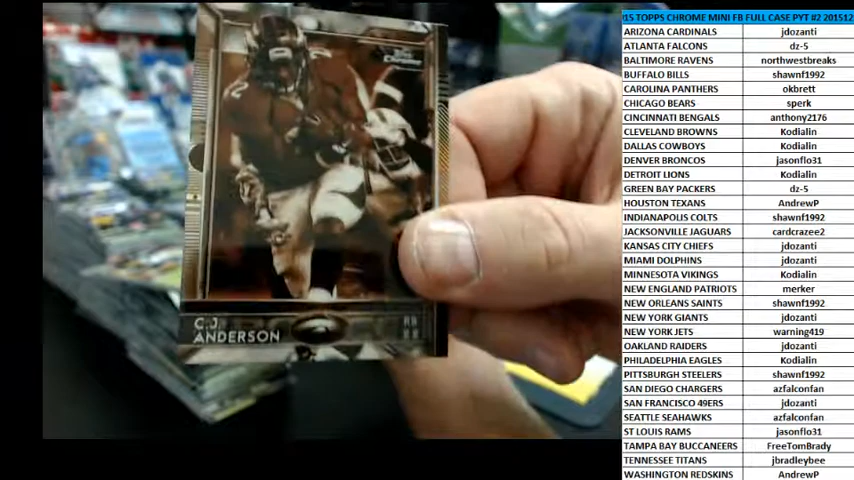 Chrome
C.J.
ANDERSON
15 TOPPS CHROME MINI FB FULL CASE PYT #2 201512
ARIZONA CARDINALS jdozanti
ATLANTA FALCONS dz-5
BALTIMORE RAVENS northwestbreaks
BUFFALO BILLS shawnf1992
CAROLINA PANTHERS okbrett
CHICAGO BEARS sperk
CINCINNATI BENGALS anthony2176
CLEVELAND BROWNS Kodialin
DALLAS COWBOYS Kodialin
DENVER BRONCOS jasonflo31
DETROIT LIONS Kodialin
GREEN BAY PACKERS dz-5
HOUSTON TEXANS AndrewP
INDIANAPOLIS COLTS shawnf1992
JACKSONVILLE JAGUARS cardcrazee2
KANSAS CITY CHIEFS jdozanti
MIAMI DOLPHINS jdozanti
MINNESOTA VIKINGS Kodialin
NEW ENGLAND PATRIOTS merker
NEW ORLEANS SAINTS shawnf1992
NEW YORK GIANTS jdozanti
NEW YORK JETS warning419
OAKLAND RAIDERS jdozanti
PHILADELPHIA EAGLES Kodialin
PITTSBURGH STEELERS shawnf1992
SAN DIEGO CHARGERS azfalconfan
SAN FRANCISCO 49ERS jdozanti
SEATTLE SEAHAWKS azfalconfan
ST LOUIS RAMS jasonflo31
TAMPA BAY BUCCANEERS FreeTomBrady
TENNESSEE TITANS jbradleybee
WASHINGTON REDSKINS AndrewP